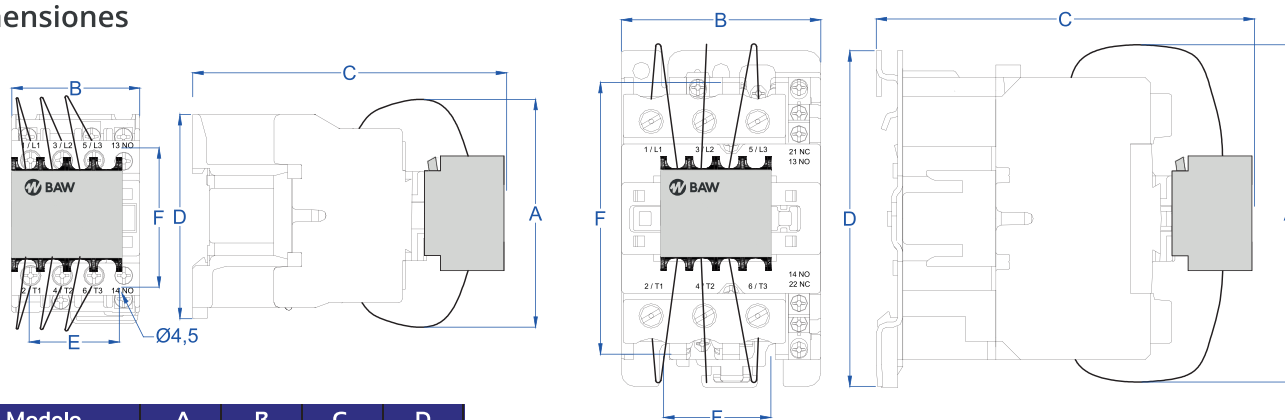 ensiones
B
C
B
C
1 / L1 3 / L2 5 / L3 13 NO
BAW
F
D
A
2 / T1 4 / T2 6 / T3 14 NO
E
Ø4,5
1 / L1 3 / L2 5 / L3
21 NC
13 NO
BAW
F
D
14 NO
22 NC
2 / T1 4 / T2 6 / T3
Modelo A B C D